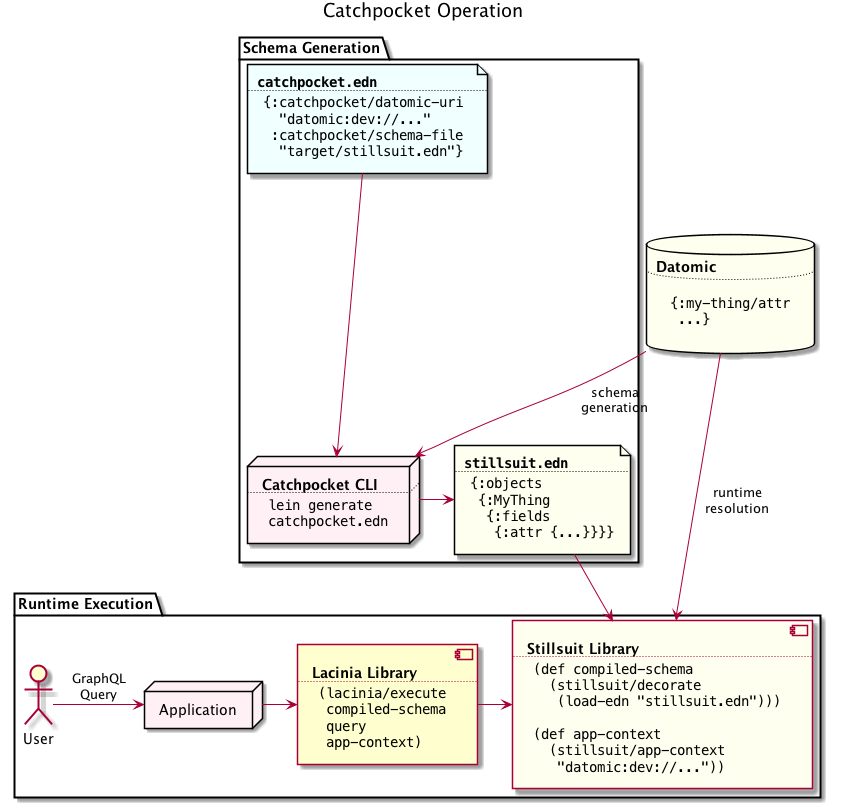 Catchpocket Operation
Schema Generation
catchpocket.edn
{:catchpocket/datomic-uri
"datomic:dev://..."
:catchpocket/schema-file
"target/stillsuit.edn"}
Datomic
{:my-thing/attr
...}
schema
generation
Catchpocket CLI
lein generate
catchpocket.edn
stillsuit.edn
{:objects
{:MyThing
{:fields
{:attr {...}}}}
runtime
resolution
Runtime Execution
User
GraphQL
Query
Application
Lacinia Library
(lacinia/execute
compiled-schema
query
app-context)
Stillsuit Library
(def compiled-schema
(stillsuit/decorate
(load-edn "stillsuit.edn")))
(def app-context
(stillsuit/app-context
"datomic:dev://..."))